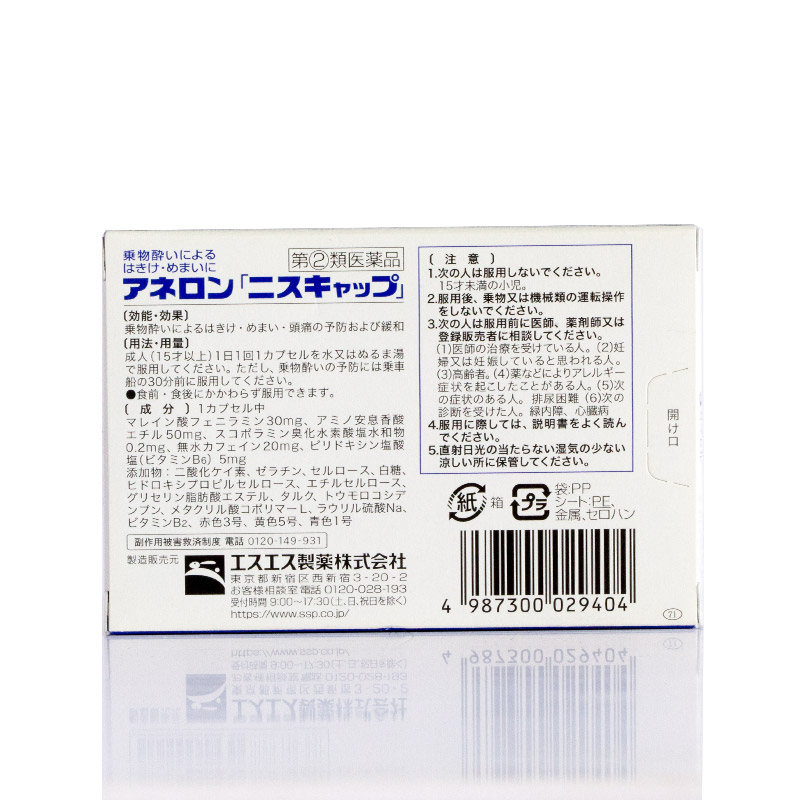 乗物酔いによる
はきけ・めまいに
第②類医薬品
アネロン「ニスキャップ」
〔効能・効果〕
乗物酔いによるはきけ・めまい・頭痛の予防および緩和
〔用法・用量〕
成人(15才以上)1日1回1カプセルを水又はぬるま湯
で服用してください。ただし、乗物酔いの予防には乗車
船の30分前に服用してください。
●食前・食後にかかわらず服用できます。
〔成 分〕1カプセル中
マレイン酸フェニラミン30mg、アミノ安息香酸
エチル50mg、スコポラミン臭化水素酸塩水和物
0.2mg、無水カフェイン20mg、ピリドキシン塩酸
塩(ビタミンB₆) 5mg
添加物:二酸化ケイ素、ゼラチン、セルロース、白糖、
ヒドロキシプロピルセルロース、エチルセルロース、
グリセリン脂肪酸エステル、タルク、トウモロコシデ
ンプン、メタクリル酸コポリマーL、ラウリル硫酸Na、
ビタミンB₂、赤色3号、黄色5号、青色1号
副作用被害救済制度 電話 0120-149-931
製造販売元
エスエス製薬株式会社
東京都新宿区西新宿3-20-2
お客様相談室電話 0120-028-193
受付時間 9:00〜17:30(土、日、祝日を除く)
https://www.ssp.co.jp/
〔 注 意 〕
1.次の人は服用しないでください。
15才未満の小児。
2.服用後、乗物又は機械類の運転操作
をしないでください。
3.次の人は服用前に医師、薬剤師又は
登録販売者に相談してください。
(1)医師の治療を受けている人。(2)妊
婦又は妊娠していると思われる人。
(3)高齢者。(4)薬などによりアレルギー
症状を起こしたことがある人。(5)次
の症状のある人。 排尿困難 (6)次の
診断を受けた人。緑内障、心臓病
4.服用に際しては、説明書をよく読ん
でください。
5.直射日光の当たらない湿気の少ない
涼しい所に保管してください。
紙 箱
プラ
袋:PP
シート:PE、
金属、セロハン
4 987300 029404
開け口
71